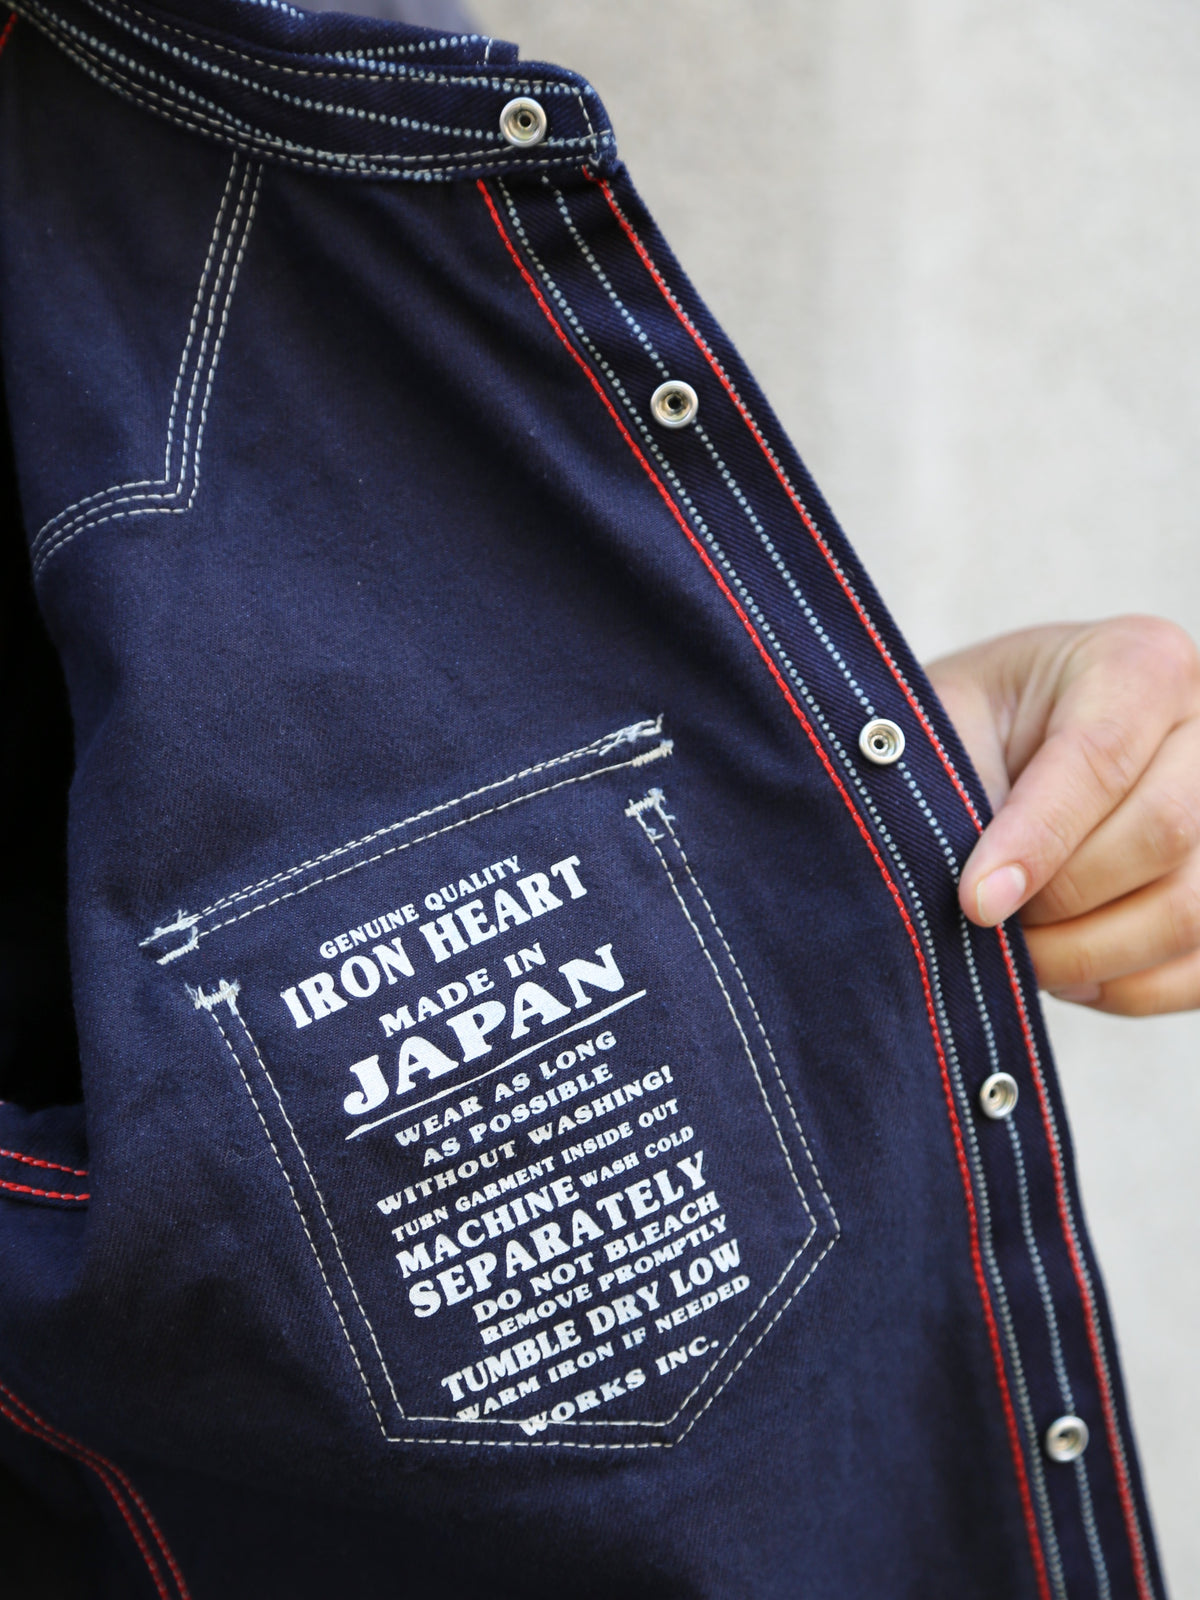 GENUINE QUALITY
IRON HEART
MADE IN
JAPAN
WEAR AS LONG
AS POSSIBLE
WITHOUT WASHING!
TURN GARMENT INSIDE OUT
MACHINE WASH COLD
SEPARATELY
DO NOT BLEACH
REMOVE PROMPTLY
TUMBLE DRY LOW
WARM IRON IF NEEDED
WORKS INC.